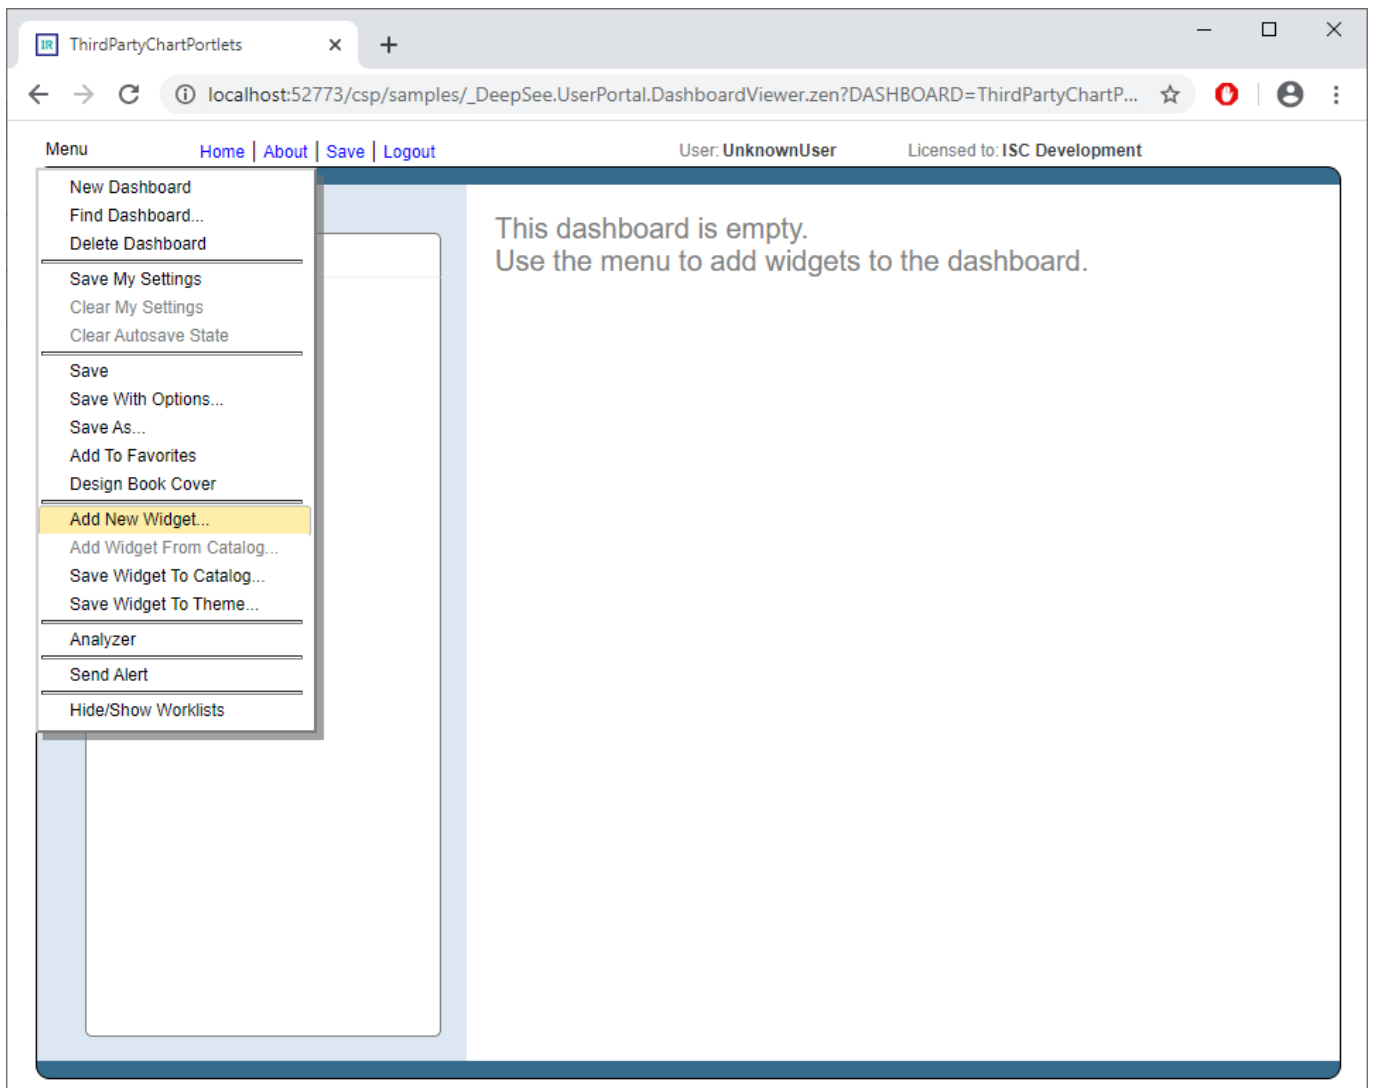 IR ThirdPartyChartPortlets
localhost:52773/csp/samples/_DeepSee.UserPortal.DashboardViewer.zen?DASHBOARD=ThirdPartyChartP...
Menu Home | About | Save | Logout User: UnknownUser Licensed to: ISC Development
New Dashboard
Find Dashboard...
Delete Dashboard
Save My Settings
Clear My Settings
Clear Autosave State
Save
Save With Options...
Save As...
Add To Favorites
Design Book Cover
Add New Widget...
Add Widget From Catalog...
Save Widget To Catalog...
Save Widget To Theme...
Analyzer
Send Alert
Hide/Show Worklists
This dashboard is empty.
Use the menu to add widgets to the dashboard.